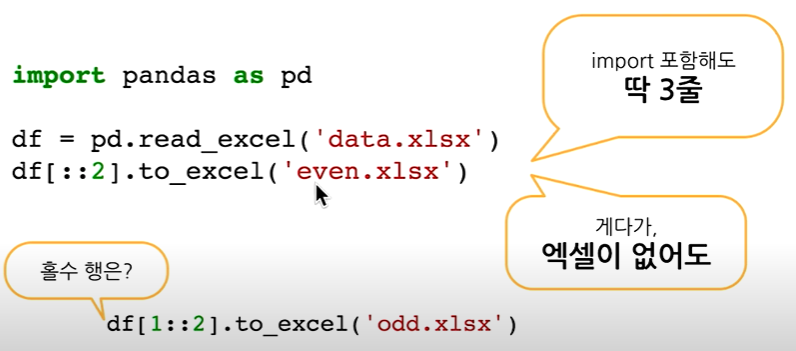 import pandas as pd
df = pd.read_excel('data.xlsx')
df[::2].to_excel('even.xlsx')
import 포함해도
딱 3줄
게다가,
엑셀이 없어도
홀수 행은?
df[1::2].to_excel('odd.xlsx')